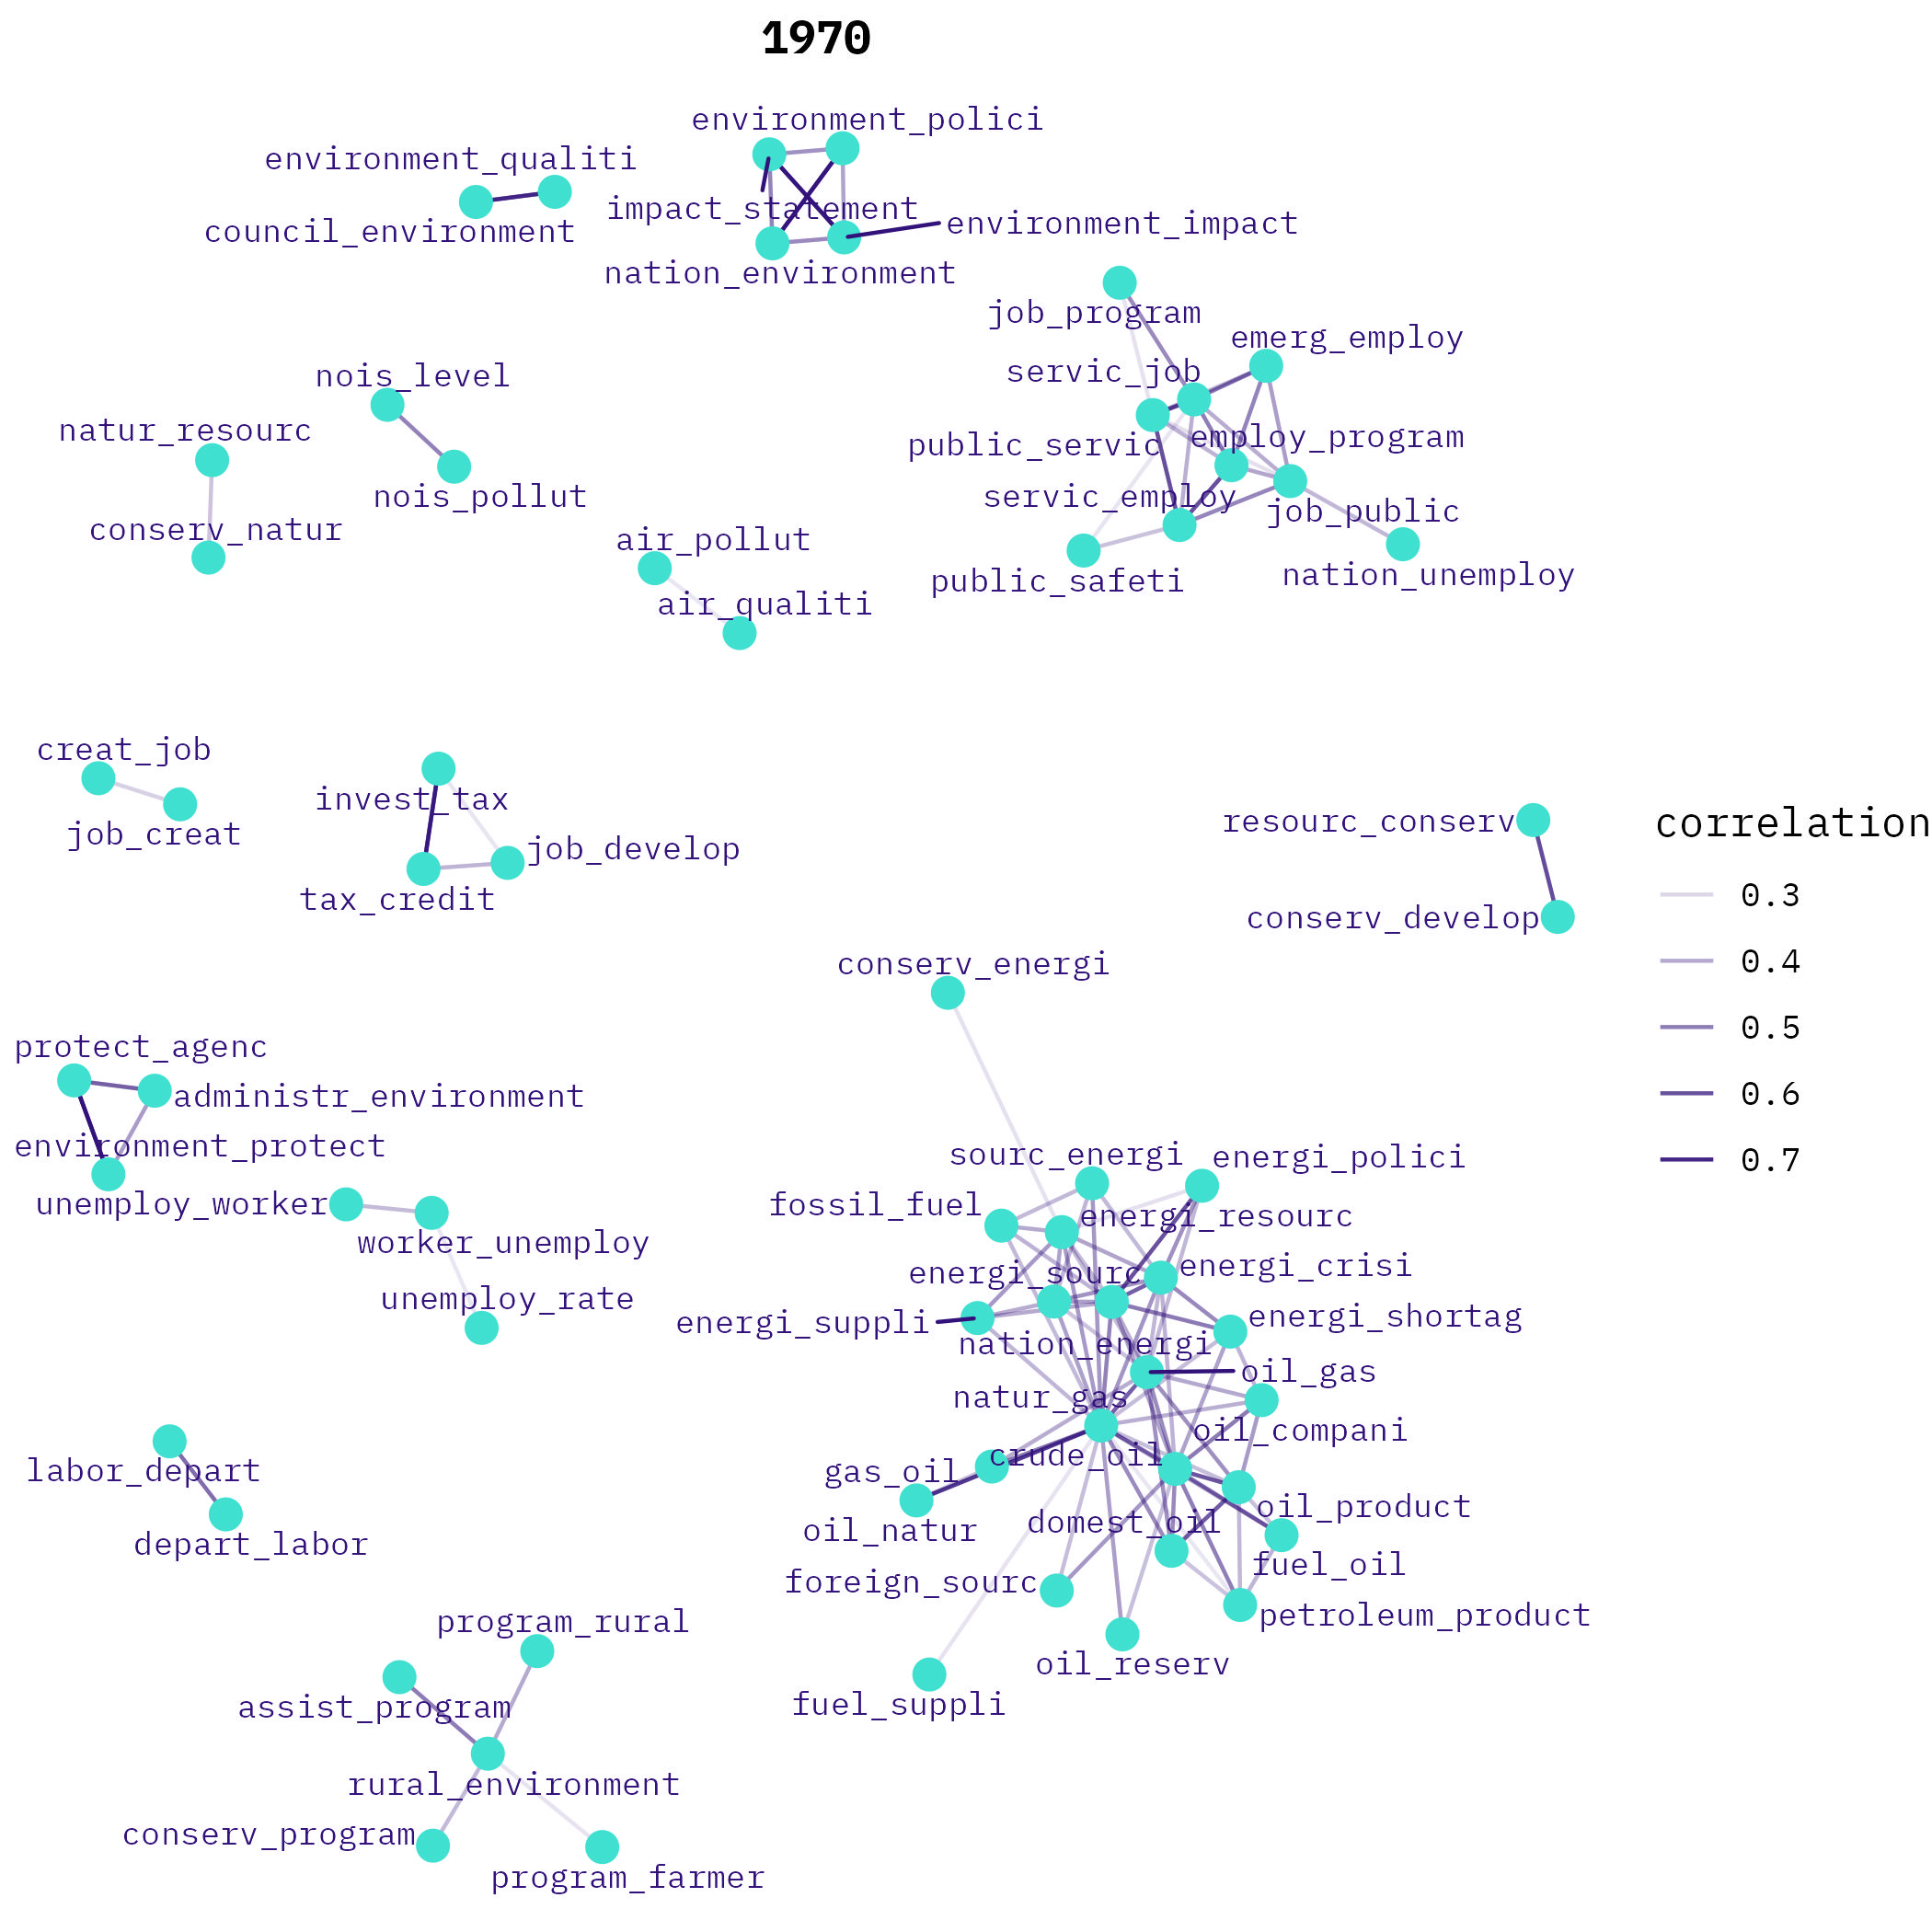 1970
environment_polici
environment_qualiti
impact_statement
environment_impact
council_environment
nation_environment
job_program
emerg_employ
servic_job
nois_level
natur_resourc
public_servic
employ_program
nois_pollut
servic_employ
job_public
conserv_natur
air_pollut
nation_unemploy
public_safeti
air_qualiti
creat_job
invest_tax
job_creat
job_develop
tax_credit
resourc_conserv
conserv_develop
correlation
0.3
0.4
0.5
0.6
0.7
conserv_energi
protect_agenc
administr_environment
environment_protect
unemploy_worker
worker_unemploy
unemploy_rate
sourc_energi
energi_polici
fossil_fuel
energi_resourc
energi_sourc
energi_crisi
energi_suppli
energi_shortag
nation_energi
oil_gas
natur_gas
oil_compani
crude_oil
gas_oil
oil_product
oil_natur
domest_oil
fuel_oil
foreign_sourc
petroleum_product
oil_reserv
fuel_suppli
labor_depart
depart_labor
program_rural
assist_program
rural_environment
conserv_program
program_farmer